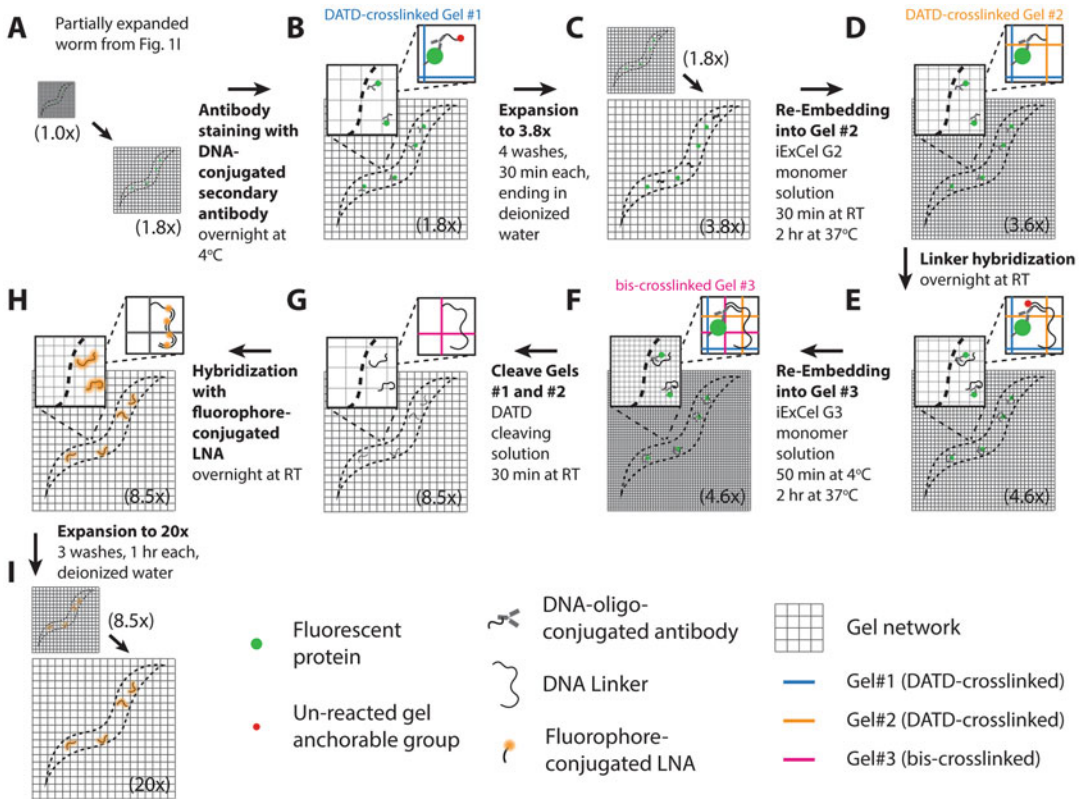 A
Partially expanded
worm from Fig. 1I
(1.0x)
(1.8x)
Antibody
staining with
DNA-
conjugated
secondary
antibody
overnight at
4ºC
B
DATD-crosslinked Gel #1
(1.8x)
Expansion
to 3.8x
4 washes,
30 min each,
ending in
deionized
water
C
(1.8x)
(3.8x)
Re-Embedding
into Gel #2
iExCel G2
monomer
solution
30 min at RT
2 hr at 37ºC
D
DATD-crosslinked Gel #2
(3.6x)
Linker hybridization
overnight at RT
E
(4.6x)
Re-Embedding
into Gel #3
iExCel G3
monomer
solution
50 min at 4ºC
2 hr at 37ºC
F
bis-crosslinked Gel #3
(4.6x)
Cleave Gels
#1 and #2
DATD
cleaving
solution
30 min at RT
G
(8.5x)
Hybridization
with
fluorophore-
conjugated
LNA
overnight at RT
H
(8.5x)
Expansion to 20x
3 washes, 1 hr each,
deionized water
I
(8.5x)
(20x)
Fluorescent
protein
Un-reacted gel
anchorable group
DNA-oligo-
conjugated antibody
DNA Linker
Fluorophore-
conjugated LNA
Gel network
Gel#1 (DATD-crosslinked)
Gel#2 (DATD-crosslinked)
Gel#3 (bis-crosslinked)